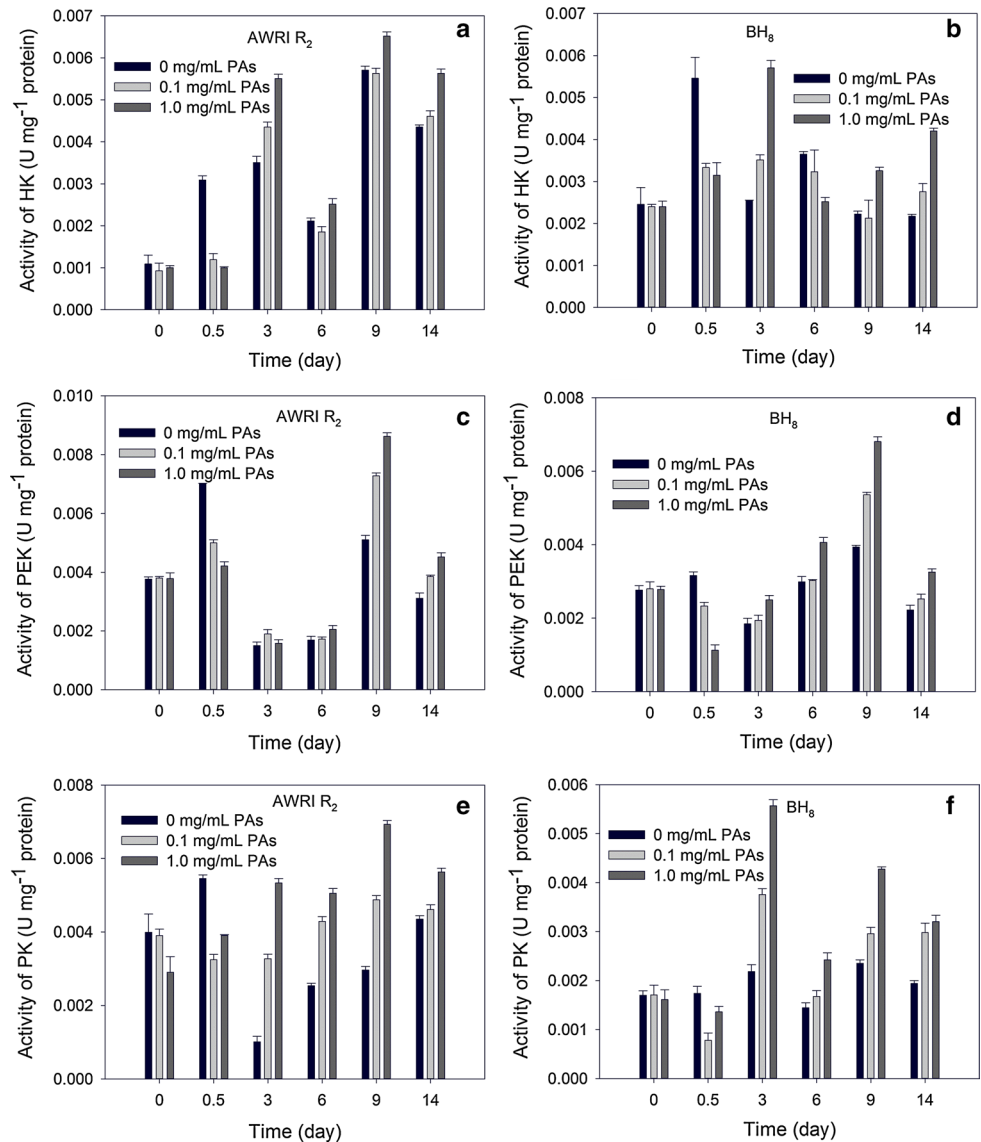 a
AWRI R2
0 mg/mL PAs
0.1 mg/mL PAs
1.0 mg/mL PAs
Activity of HK (U mg-1 protein)
0.007
0.006
0.005
0.004
0.003
0.002
0.001
0.000
0 0.5 3 6 9 14
Time (day)
b
BH8
0 mg/mL PAs
0.1 mg/mL PAs
1.0 mg/mL PAs
Activity of HK (U mg-1 protein)
0.007
0.006
0.005
0.004
0.003
0.002
0.001
0.000
0 0.5 3 6 9 14
Time (day)
c
AWRI R2
0 mg/mL PAs
0.1 mg/mL PAs
1.0 mg/mL PAs
Activity of PEK (U mg-1 protein)
0.010
0.008
0.006
0.004
0.002
0.000
0 0.5 3 6 9 14
Time (day)
d
BH8
0 mg/mL PAs
0.1 mg/mL PAs
1.0 mg/mL PAs
Activity of PEK (U mg-1 protein)
0.008
0.006
0.004
0.002
0.000
0 0.5 3 6 9 14
Time (day)
e
AWRI R2
0 mg/mL PAs
0.1 mg/mL PAs
1.0 mg/mL PAs
Activity of PK (U mg-1 protein)
0.008
0.006
0.004
0.002
0.000
0 0.5 3 6 9 14
Time (day)
f
BH8
0 mg/mL PAs
0.1 mg/mL PAs
1.0 mg/mL PAs
Activity of PK (U mg-1 protein)
0.006
0.005
0.004
0.003
0.002
0.001
0.000
0 0.5 3 6 9 14
Time (day)